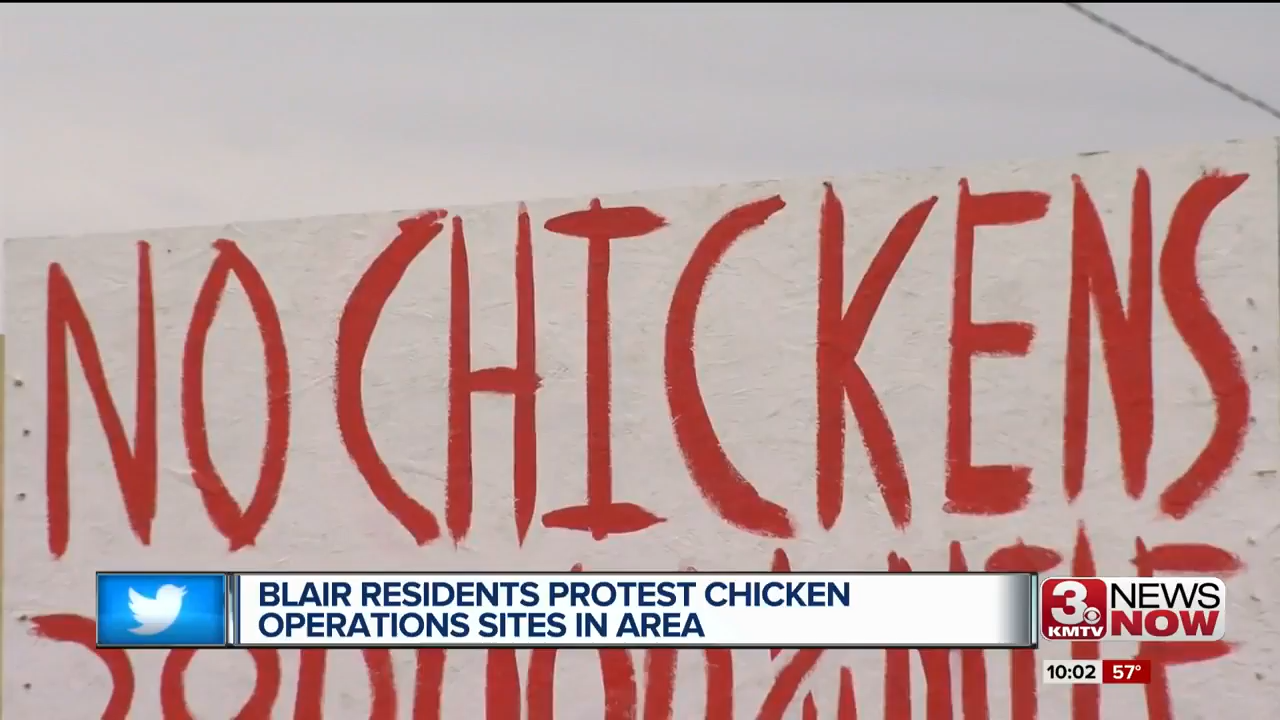 NO CHICKENS
BLAIR RESIDENTS PROTEST CHICKEN
OPERATIONS SITES IN AREA
3 NEWS
KMTV NOW
10:02 57°